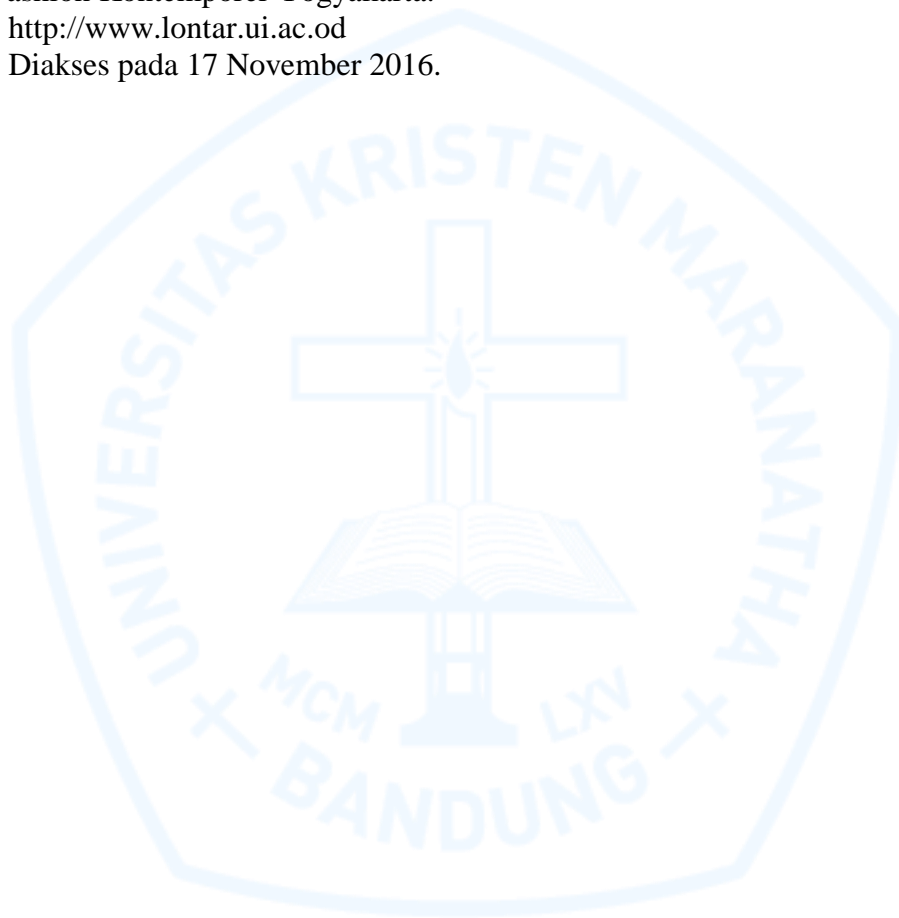 ashion Kontemporer Yogyakarta.
http://www.lontar.ui.ac.od
Diakses pada 17 November 2016.
UNIVERSITAS KRISTEN MARANATHA
MCM LXV
BANDUNG